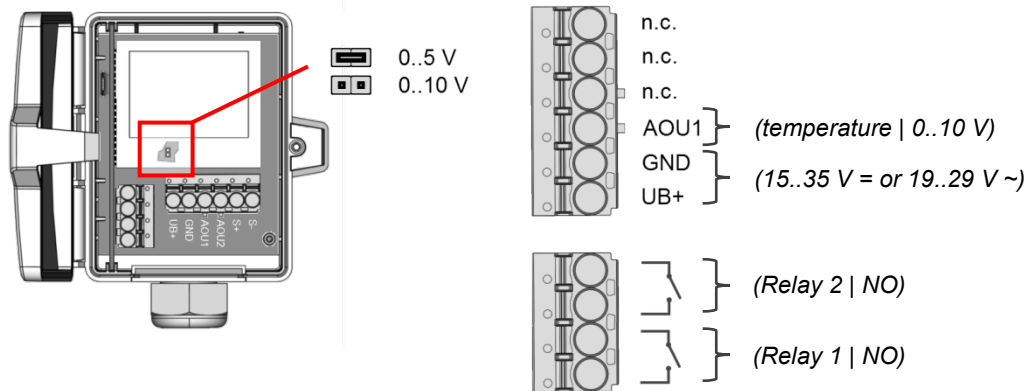 0..5 V
0..10 V
UB+
GND
AOU1
AOU2
S+
S-
n.c.
n.c.
n.c.
AOU1 (temperature | 0..10 V)
GND
UB+ (15..35 V = or 19..29 V ~)
(Relay 2 | NO)
(Relay 1 | NO)